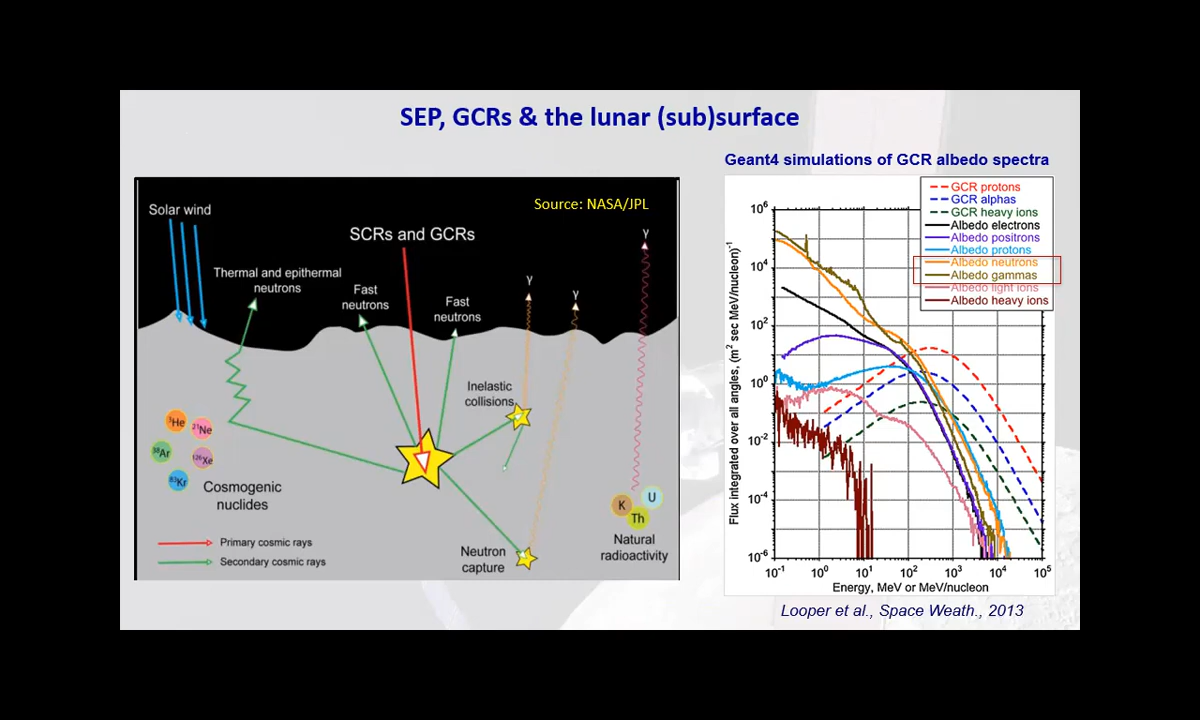 SEP, GCRs & the lunar (sub)surface
Source: NASA/JPL
Solar wind
SCRs and GCRs
γ
Thermal and epithermal
neutrons
Fast
neutrons
Fast
neutrons
γ
γ
Inelastic
collisions
³He
²¹Ne
³⁸Ar
¹²⁶Xe
⁸³Kr
Cosmogenic
nuclides
K
U
Th
Natural
radioactivity
Neutron
capture
Primary cosmic rays
Secondary cosmic rays
Geant4 simulations of GCR albedo spectra
GCR protons
GCR alphas
GCR heavy ions
Albedo electrons
Albedo positrons
Albedo protons
Albedo neutrons
Albedo gammas
Albedo light ions
Albedo heavy ions
Flux integrated over all angles, (m² sec MeV/nucleon)⁻¹
10⁶
10⁴
10²
10⁰
10⁻²
10⁻⁴
10⁻⁶
10⁻¹ 10⁰ 10¹ 10² 10³ 10⁴ 10⁵
Energy, MeV or MeV/nucleon
Looper et al., Space Weath., 2013